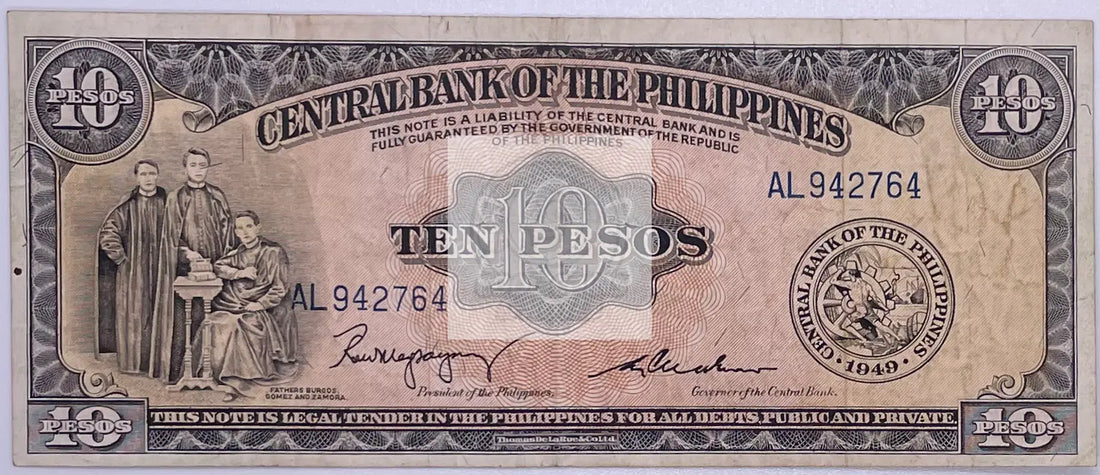 10 PESOS
10 PESOS
CENTRAL BANK OF THE PHILIPPINES
THIS NOTE IS A LIABILITY OF THE CENTRAL BANK AND IS
FULLY GUARANTEED BY THE GOVERNMENT OF THE REPUBLIC
OF THE PHILIPPINES
AL 942764
10
TEN PESOS
CENTRAL BANK OF THE PHILIPPINES
1949
AL 942764
FATHERS BURGOS,
GOMEZ AND ZAMORA.
President of the Philippines.
Governor of the Central Bank.
10 PESOS
THIS NOTE IS LEGAL TENDER IN THE PHILIPPINES FOR ALL DEBTS, PUBLIC AND PRIVATE.
10 PESOS
Thomas De La Rue & Co Ltd.